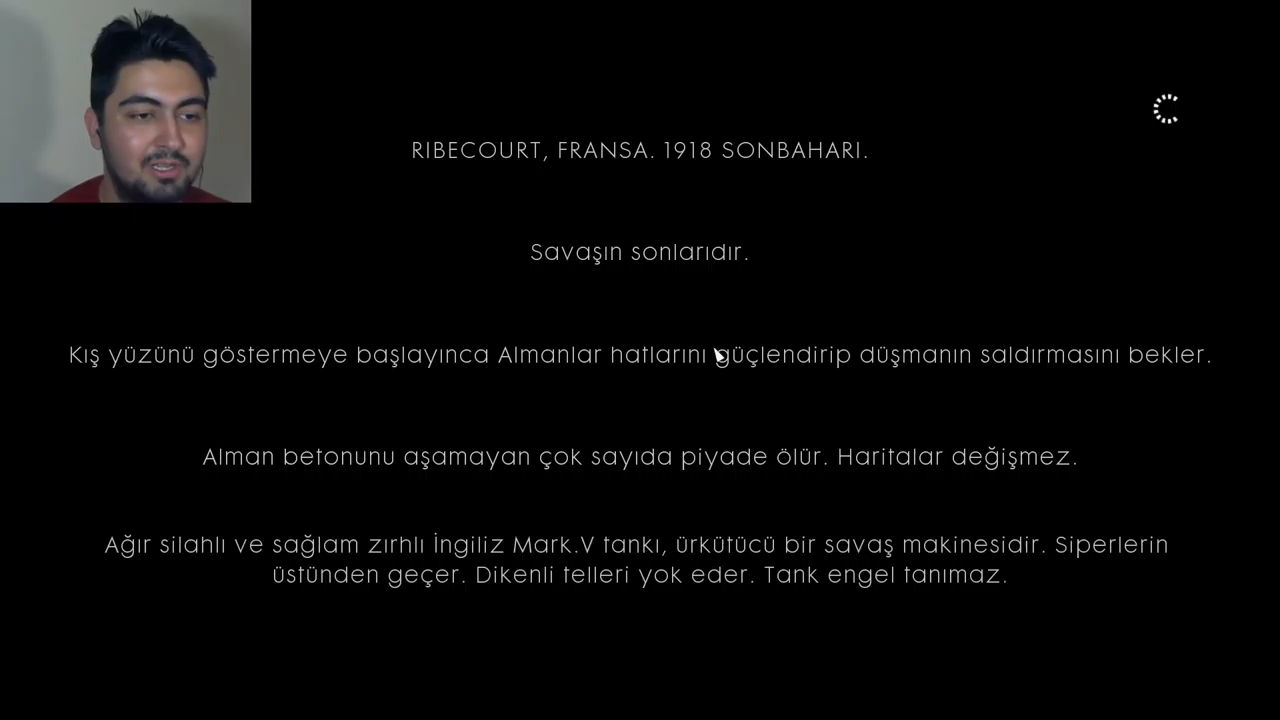 RIBECOURT, FRANSA. 1918 SONBAHARI.
Savaşın sonlarıdır.
Kış yüzünü göstermeye başlayınca Almanlar hatlarını güçlendirip düşmanın saldırmasını bekler.
Alman betonunu aşamayan çok sayıda piyade ölür. Haritalar değişmez.
Ağır silahlı ve sağlam zırhlı İngiliz Mark.V tankı, ürkütücü bir savaş makinesidir. Siperlerin
üstünden geçer. Dikenli telleri yok eder. Tank engel tanımaz.